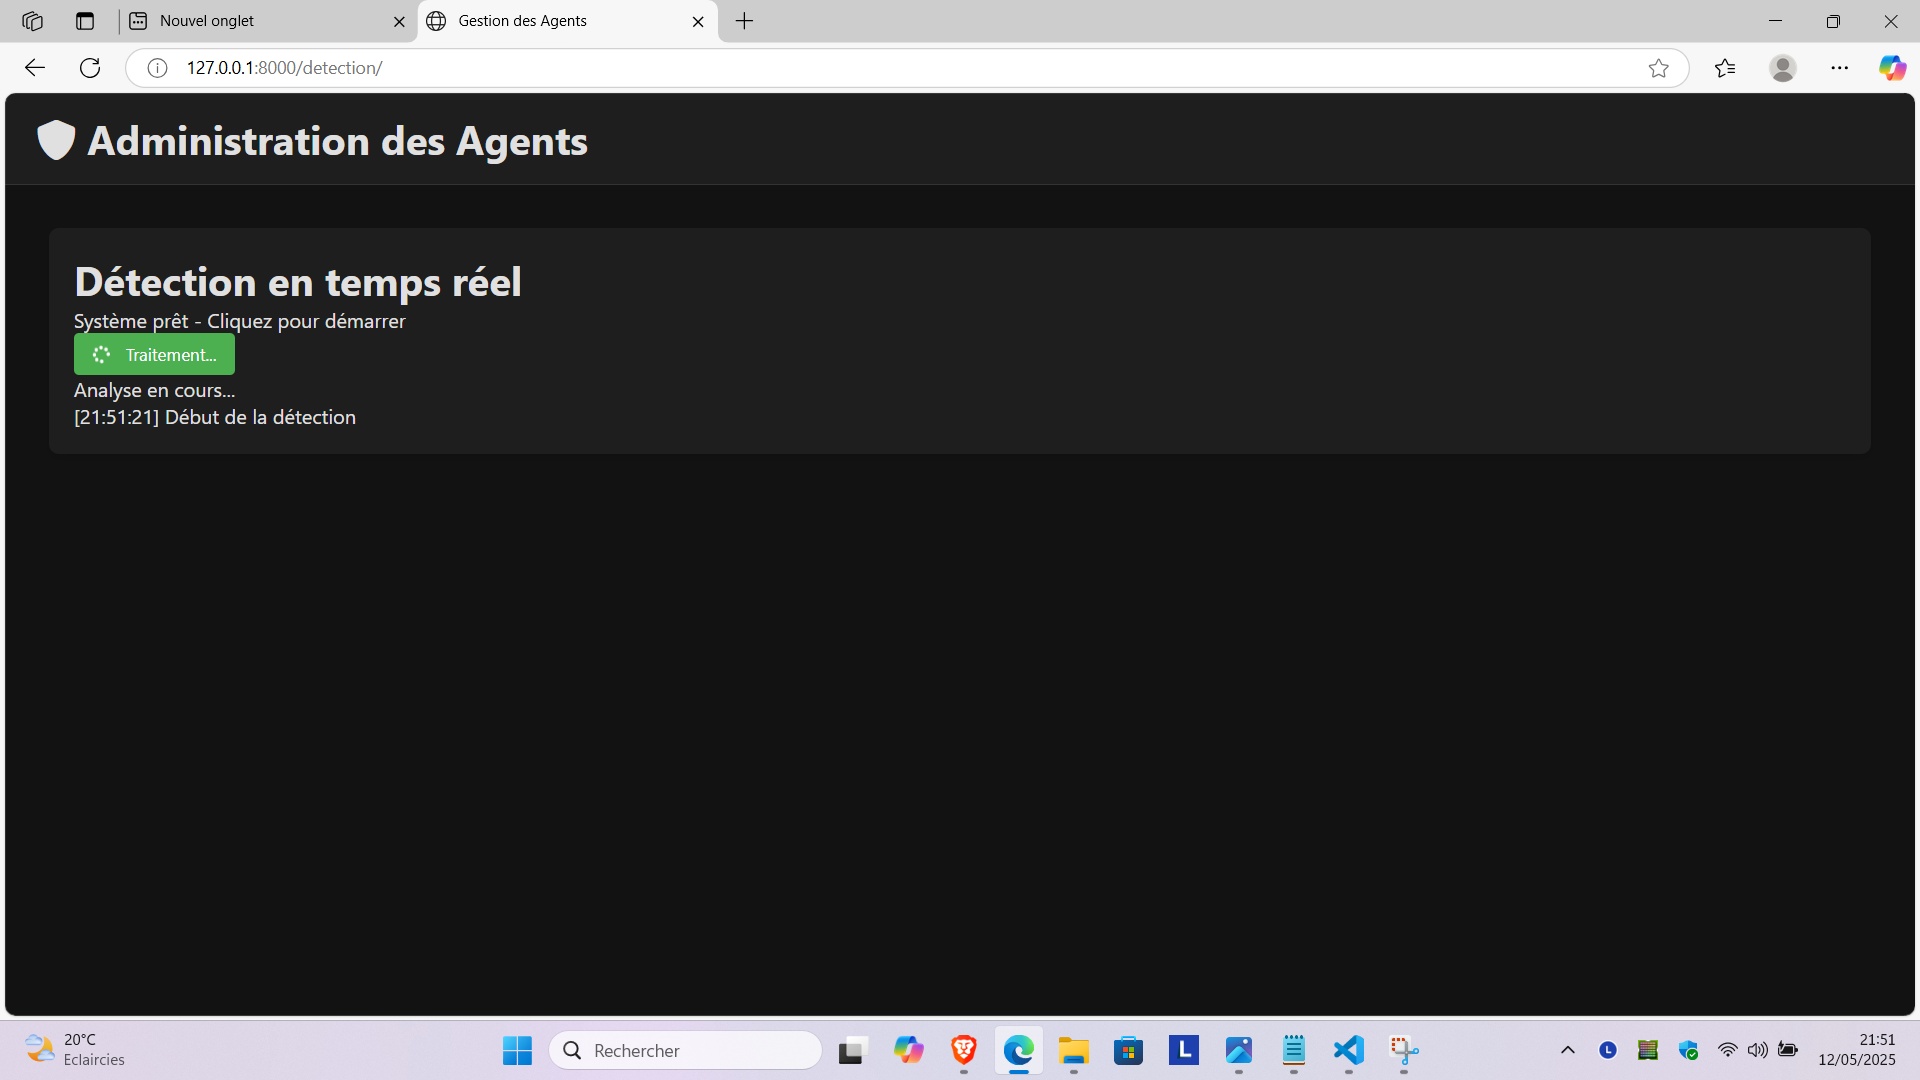 Nouvel onglet
Gestion des Agents
127.0.0.1:8000/detection/
Administration des Agents
Détection en temps réel
Système prêt - Cliquez pour démarrer
Traitement...
Analyse en cours...
[21:51:21] Début de la détection
20°C
Eclaircies
Rechercher
L
L
21:51
12/05/2025